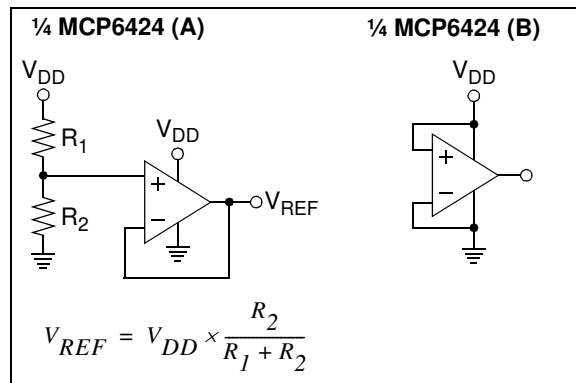 ¼ MCP6424 (A)
¼ MCP6424 (B)
V_DD
R_1
R_2
V_DD
+
–
V_REF
V_DD
+
–
V_REF = V_DD × R_2 / (R_1 + R_2)